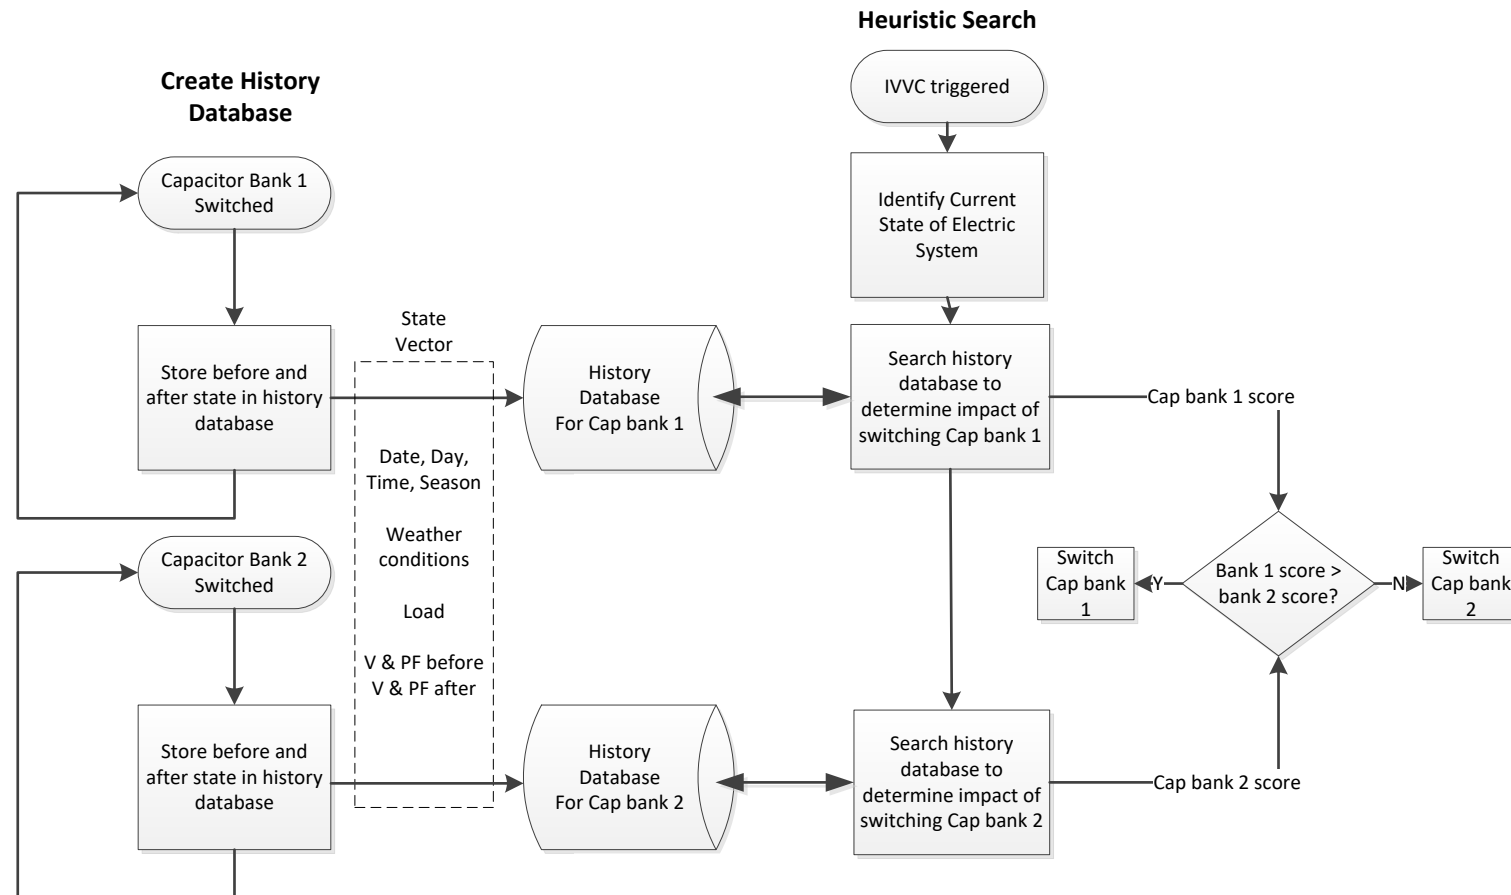 Heuristic Search
Create History
Database
IVVC triggered
Capacitor Bank 1
Switched
Identify Current
State of Electric
System
Store before and
after state in history
database
State
Vector
History
Database
For Cap bank 1
Search history
database to
determine impact of
switching Cap bank 1
Cap bank 1 score
Date, Day,
Time, Season
Weather
conditions
Load
V & PF before
V & PF after
Capacitor Bank 2
Switched
Switch
Cap bank
1
Y
Bank 1 score >
bank 2 score?
N
Switch
Cap bank
2
Store before and
after state in history
database
History
Database
For Cap bank 2
Search history
database to
determine impact of
switching Cap bank 2
Cap bank 2 score